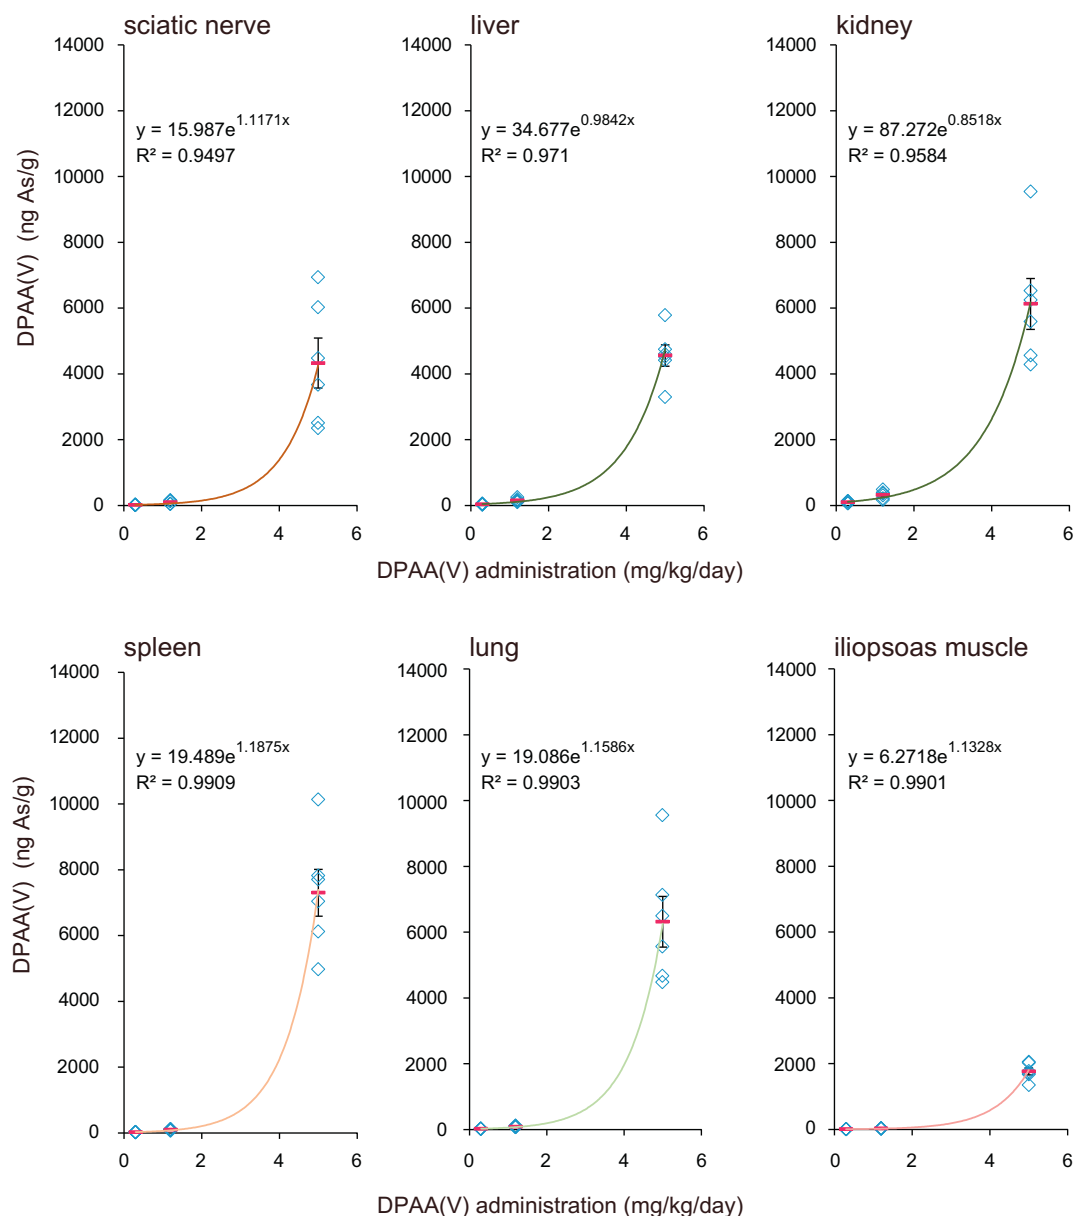 sciatic nerve
liver
kidney
DPAA(V) (ng As/g)
14000
12000
10000
8000
6000
4000
2000
0
y = 15.987e^1.1171x
R² = 0.9497
0 2 4 6
14000
12000
10000
8000
6000
4000
2000
0
y = 34.677e^0.9842x
R² = 0.971
0 2 4 6
14000
12000
10000
8000
6000
4000
2000
0
y = 87.272e^0.8518x
R² = 0.9584
0 2 4 6
DPAA(V) administration (mg/kg/day)
spleen
lung
iliopsoas muscle
DPAA(V) (ng As/g)
14000
12000
10000
8000
6000
4000
2000
0
y = 19.489e^1.1875x
R² = 0.9909
0 2 4 6
14000
12000
10000
8000
6000
4000
2000
0
y = 19.086e^1.1586x
R² = 0.9903
0 2 4 6
14000
12000
10000
8000
6000
4000
2000
0
y = 6.2718e^1.1328x
R² = 0.9901
0 2 4 6
DPAA(V) administration (mg/kg/day)